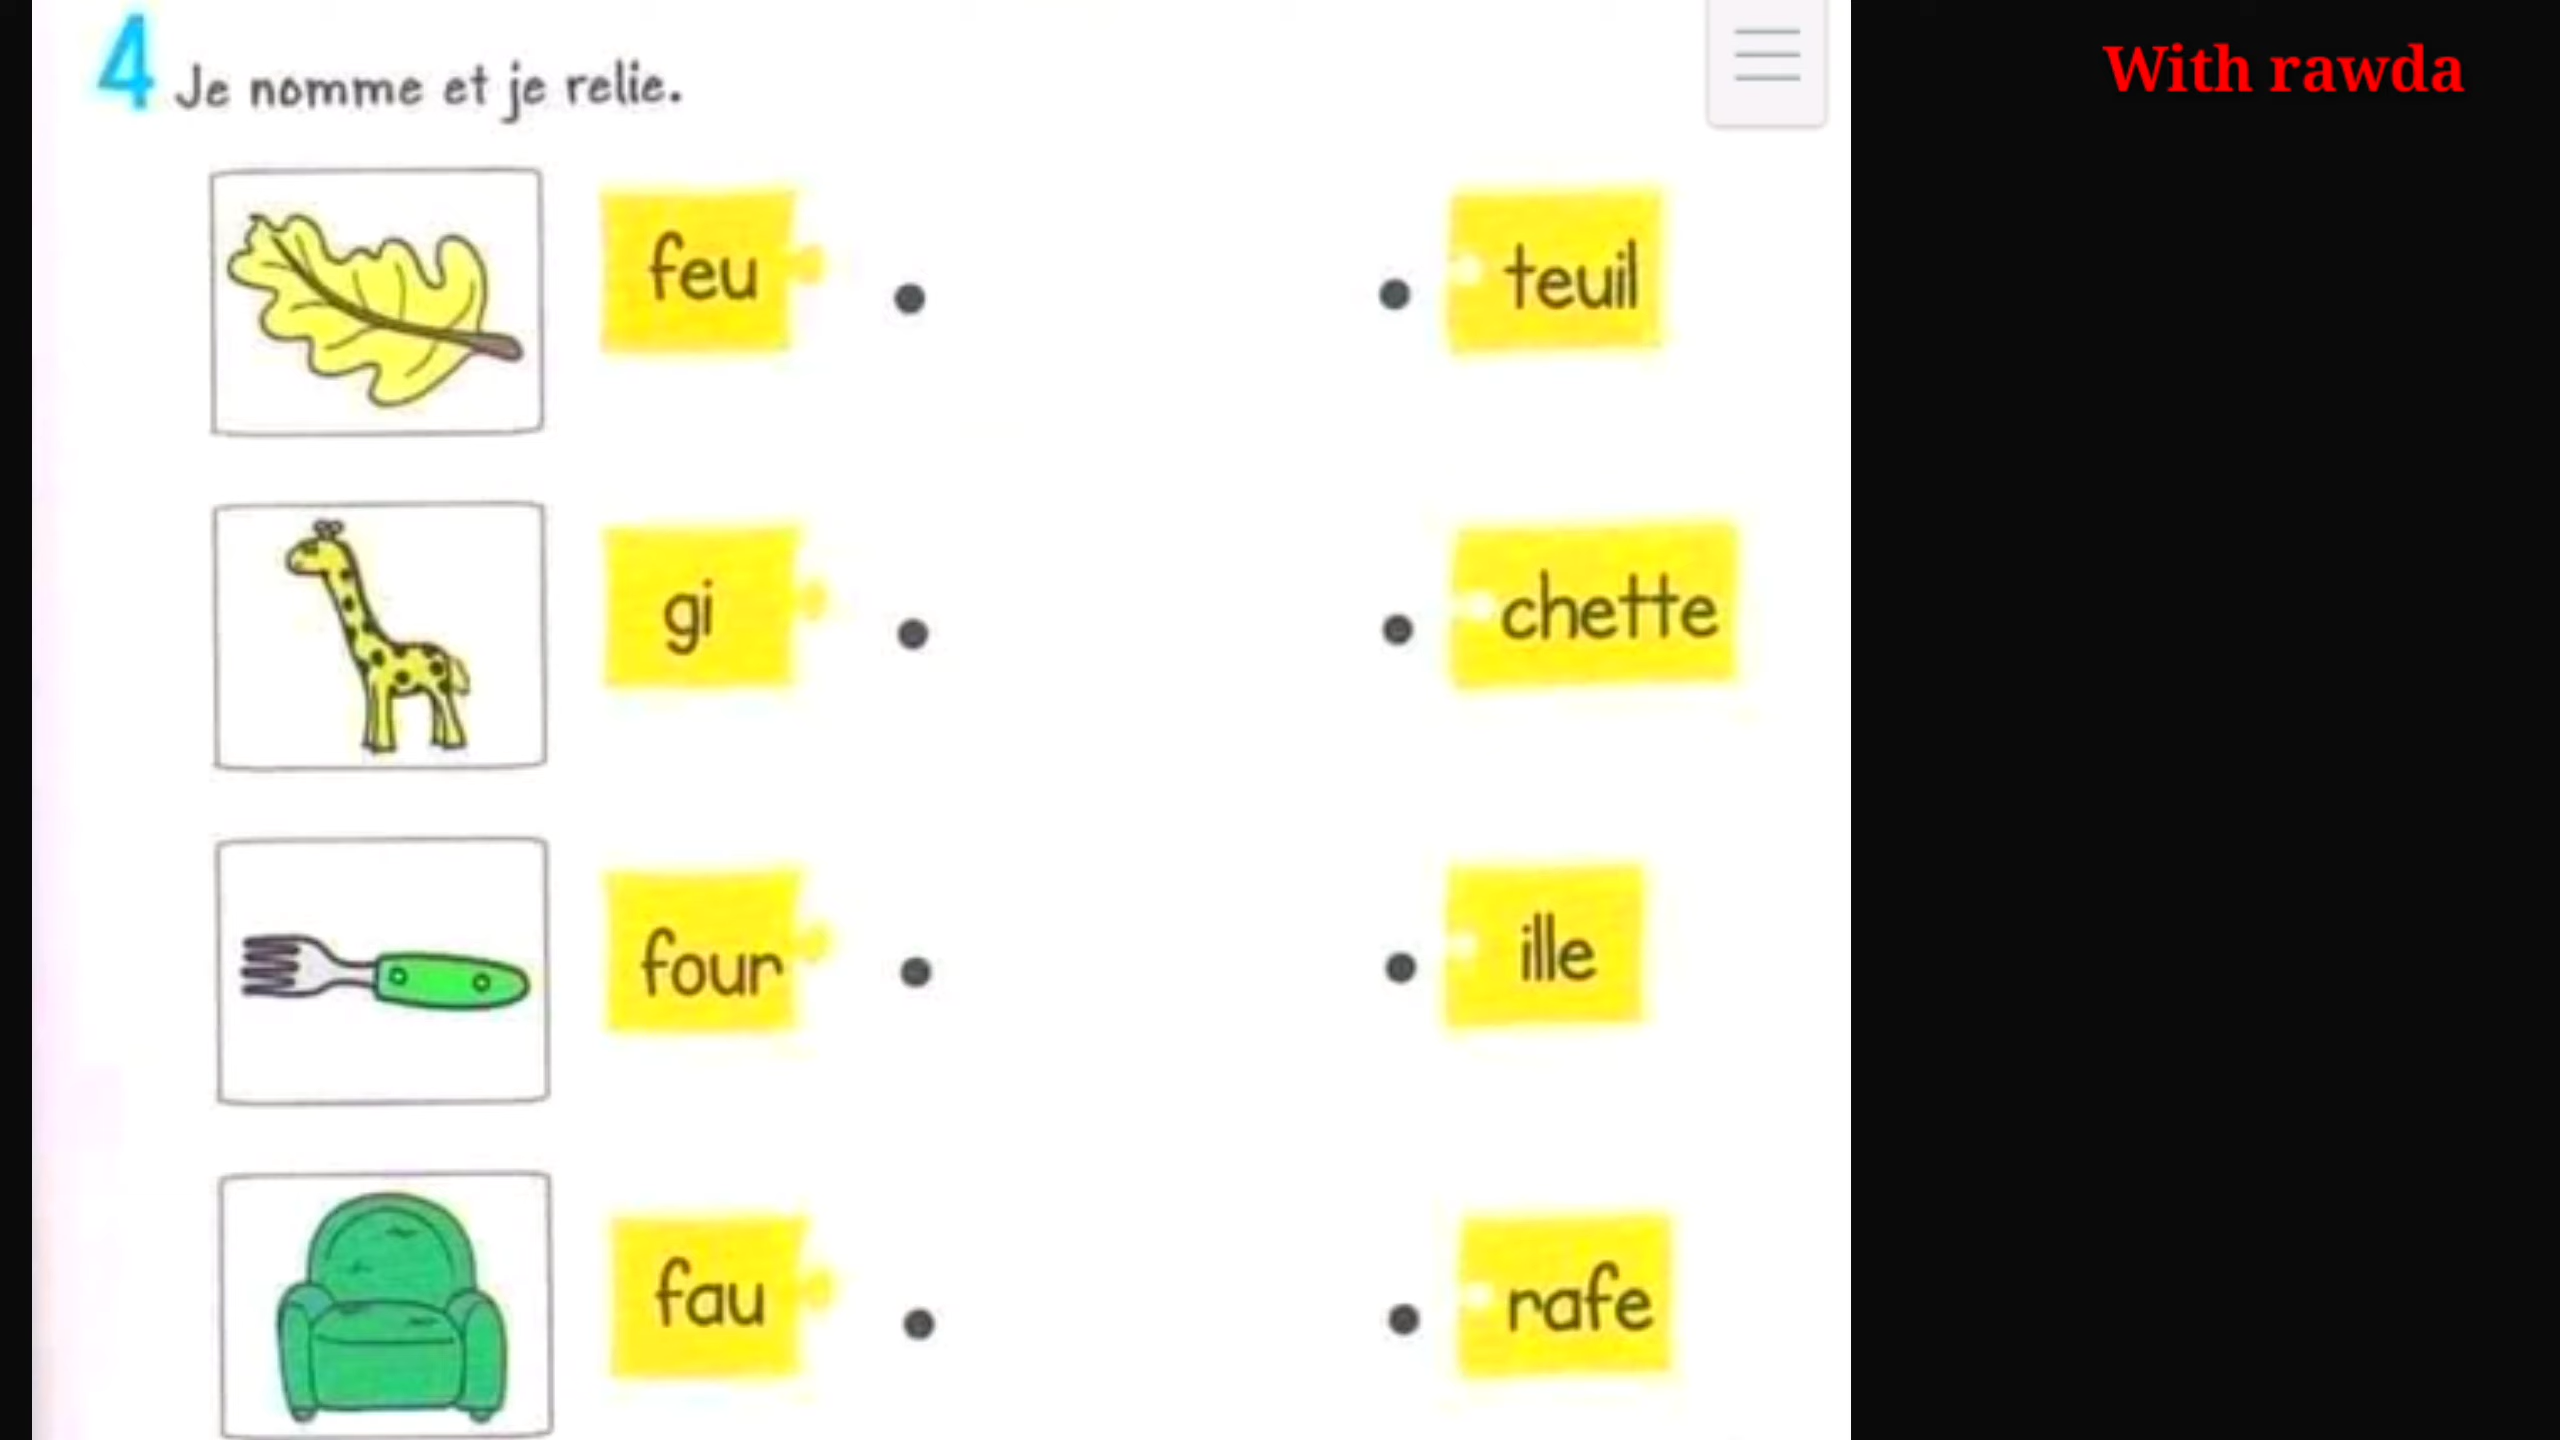 With rawda
4 Je nomme et je relie.
feu teuil
gi chette
four ille
fau rafe